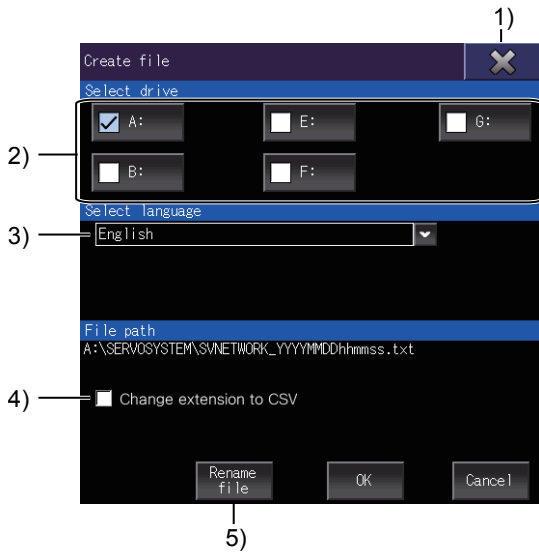 1)
Create file
Select drive
2)
A: E: G:
B: F:
Select language
3)
English
File path
A:\SERVOSYSTEM\SVNETWORK_YYYYMMDDhhmmss.txt
4)
Change extension to CSV
Rename file OK Cancel
5)